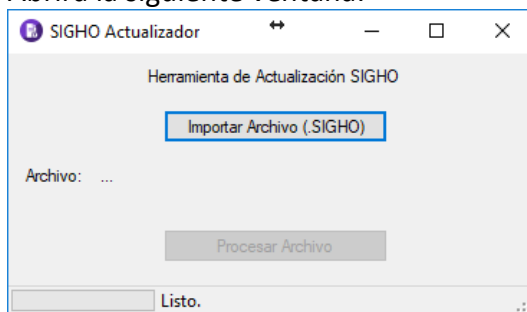 Abrirá la siguiente ventana:
SIGHO Actualizador
Herramienta de Actualización SIGHO
Importar Archivo (.SIGHO)
Archivo: ...
Procesar Archivo
Listo.